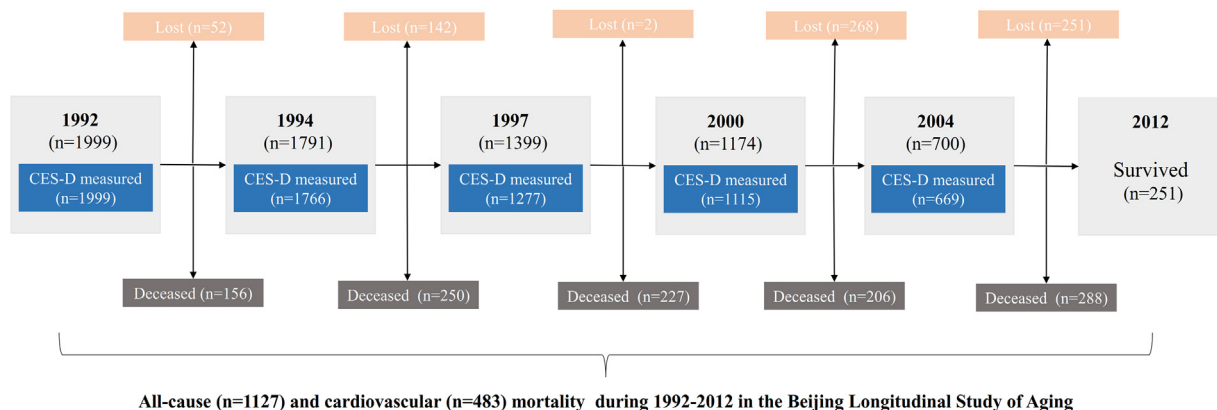 Lost (n=52)
Lost (n=142)
Lost (n=2)
Lost (n=268)
Lost (n=251)
1992
(n=1999)
CES-D measured
(n=1999)
1994
(n=1791)
CES-D measured
(n=1766)
1997
(n=1399)
CES-D measured
(n=1277)
2000
(n=1174)
CES-D measured
(n=1115)
2004
(n=700)
CES-D measured
(n=669)
2012
Survived
(n=251)
Deceased (n=156)
Deceased (n=250)
Deceased (n=227)
Deceased (n=206)
Deceased (n=288)
All-cause (n=1127) and cardiovascular (n=483) mortality during 1992-2012 in the Beijing Longitudinal Study of Aging